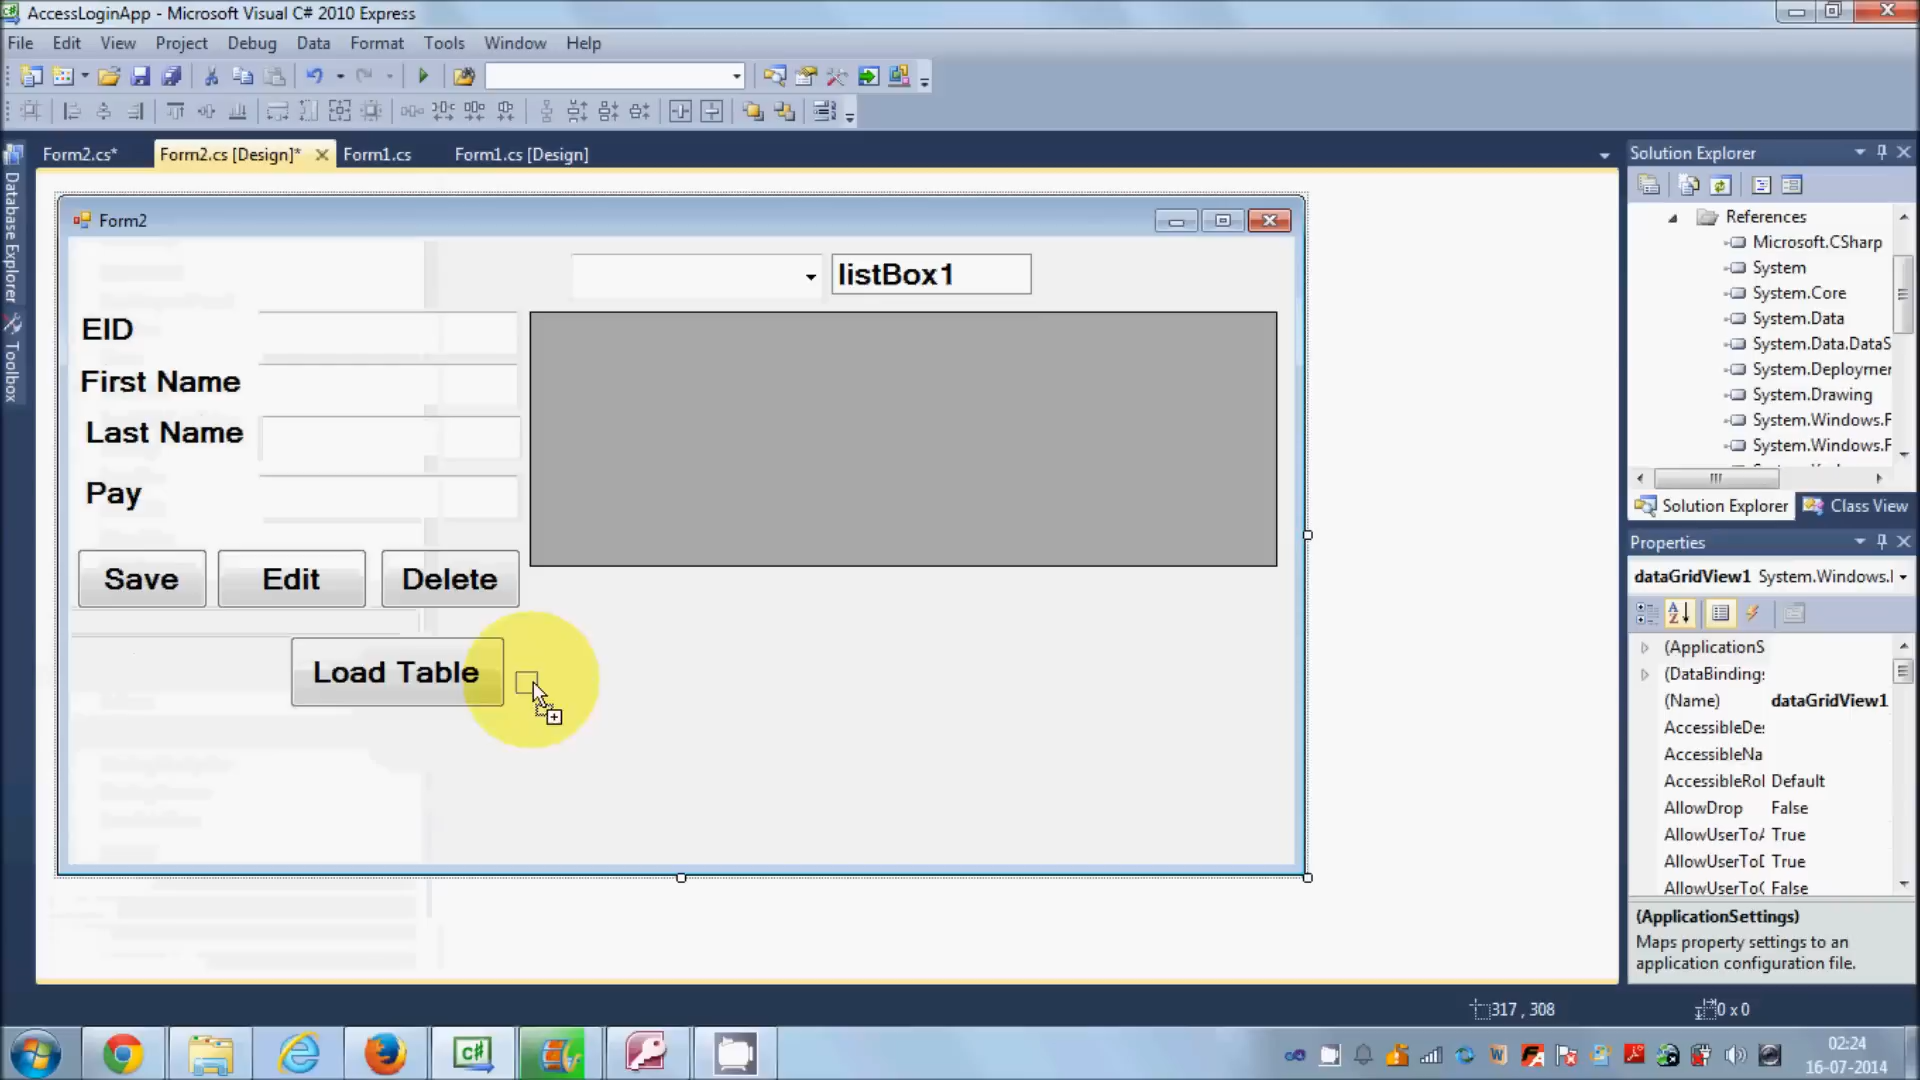 AccessLoginApp - Microsoft Visual C# 2010 Express
File Edit View Project Debug Data Format Tools Window Help
Form2.cs* Form2.cs [Design]* Form1.cs Form1.cs [Design]
Database Explorer
Toolbox
Form2
listBox1
EID
First Name
Last Name
Pay
Save Edit Delete
Load Table
Solution Explorer
References
Microsoft.CSharp
System
System.Core
System.Data
System.Data.DataS
System.Deploymer
System.Drawing
System.Windows.F
System.Windows.F
Solution Explorer Class View
Properties
dataGridView1 System.Windows.I
(ApplicationS
(DataBindings
(Name) dataGridView1
AccessibleDes
AccessibleNa
AccessibleRol Default
AllowDrop False
AllowUserToA True
AllowUserToD True
AllowUserToO False
(ApplicationSettings)
Maps property settings to an
application configuration file.
317 , 308 0 x 0
02:24
16-07-2014